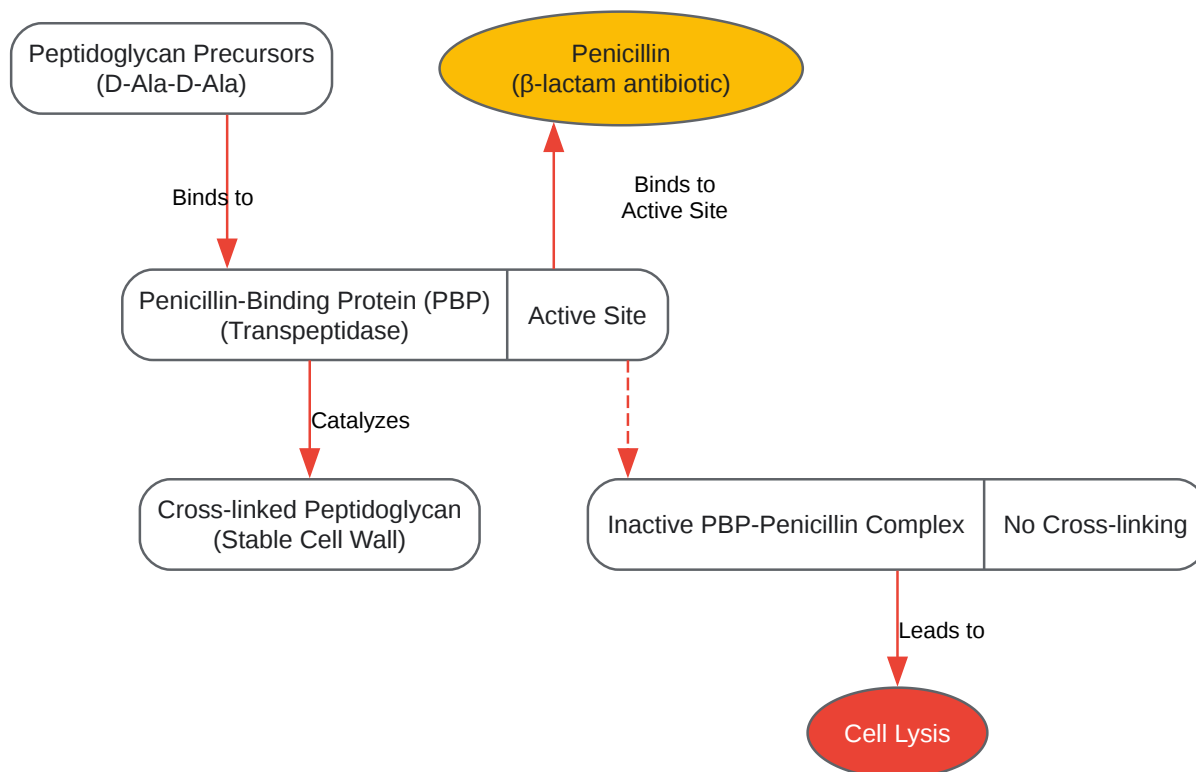 Peptidoglycan Precursors
(D-Ala-D-Ala)
Penicillin
(β-lactam antibiotic)
Binds to
Binds to
Active Site
Penicillin-Binding Protein (PBP)
(Transpeptidase)
Active Site
Catalyzes
Cross-linked Peptidoglycan
(Stable Cell Wall)
Inactive PBP-Penicillin Complex
No Cross-linking
Leads to
Cell Lysis